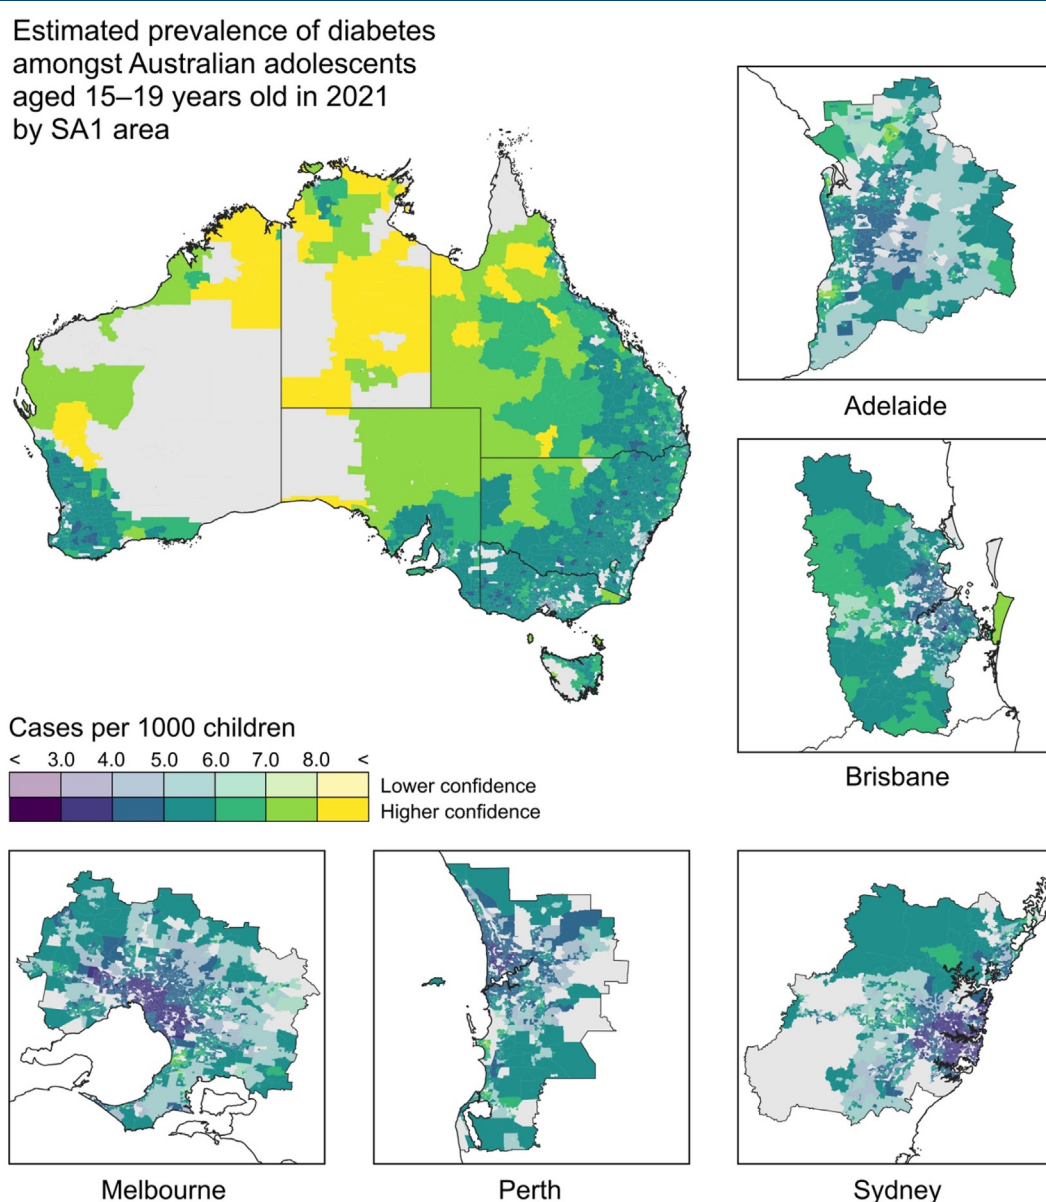 Estimated prevalence of diabetes
amongst Australian adolescents
aged 15–19 years old in 2021
by SA1 area
Adelaide
Brisbane
Cases per 1000 children
< 3.0 4.0 5.0 6.0 7.0 8.0 <
Lower confidence
Higher confidence
Melbourne
Perth
Sydney